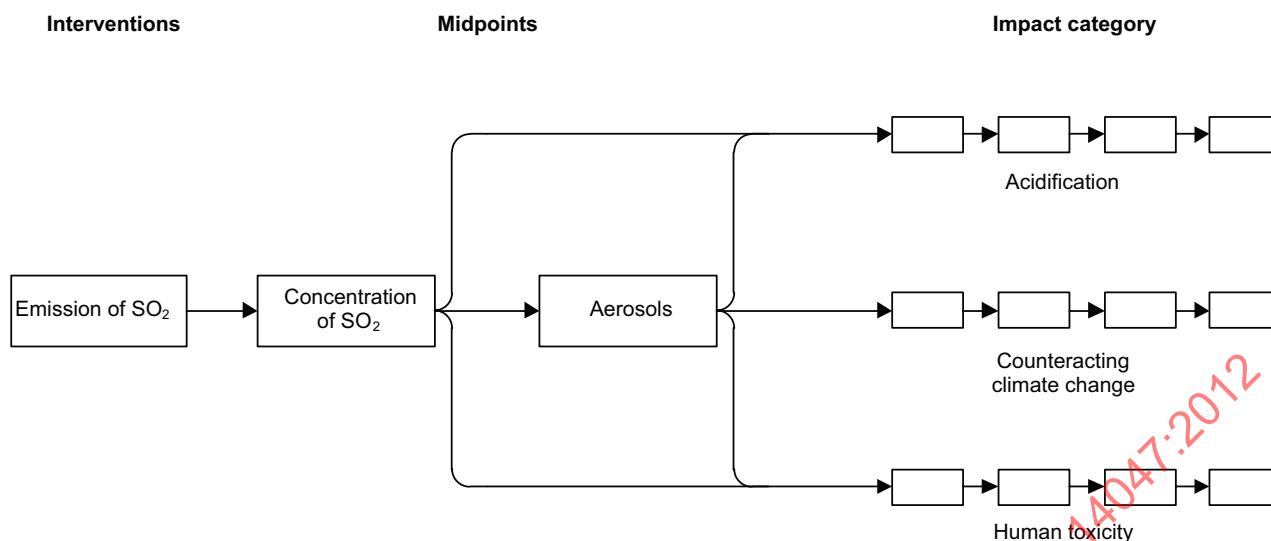 Interventions
Midpoints
Impact category
Acidification
Emission of SO₂
Concentration
of SO₂
Aerosols
Counteracting
climate change
Human toxicity
14047:2012